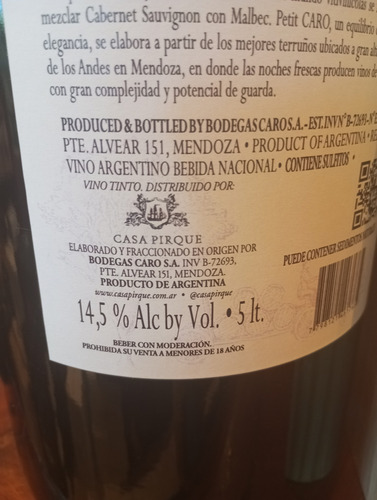 mezclar Cabernet Sauvignon con Malbec. Petit CARO, un equilibrio
elegancia, se elabora a partir de los mejores terruños ubicados a gran
de los Andes en Mendoza, en donde las noches frescas producen vinos
con gran complejidad y potencial de guarda.
PRODUCED & BOTTLED BY BODEGAS CARO S.A. - EST. INV Nº B-72693-Nº
PTE. ALVEAR 151, MENDOZA • PRODUCT OF ARGENTINA •
VINO ARGENTINO BEBIDA NACIONAL • CONTIENE SULFITOS •
VINO TINTO. DISTRIBUIDO POR:
CASA PIRQUE
ELABORADO Y FRACCIONADO EN ORIGEN POR
BODEGAS CARO S.A. INV B-72693.
PTE. ALVEAR 151, MENDOZA.
PRODUCTO DE ARGENTINA
www.casapirque.com.ar • @casapirque
PUEDE CONTENER SEDIMENTOS
14,5 % Alc by Vol. • 5 lt.
BEBER CON MODERACIÓN.
PROHIBIDA SU VENTA A MENORES DE 18 AÑOS